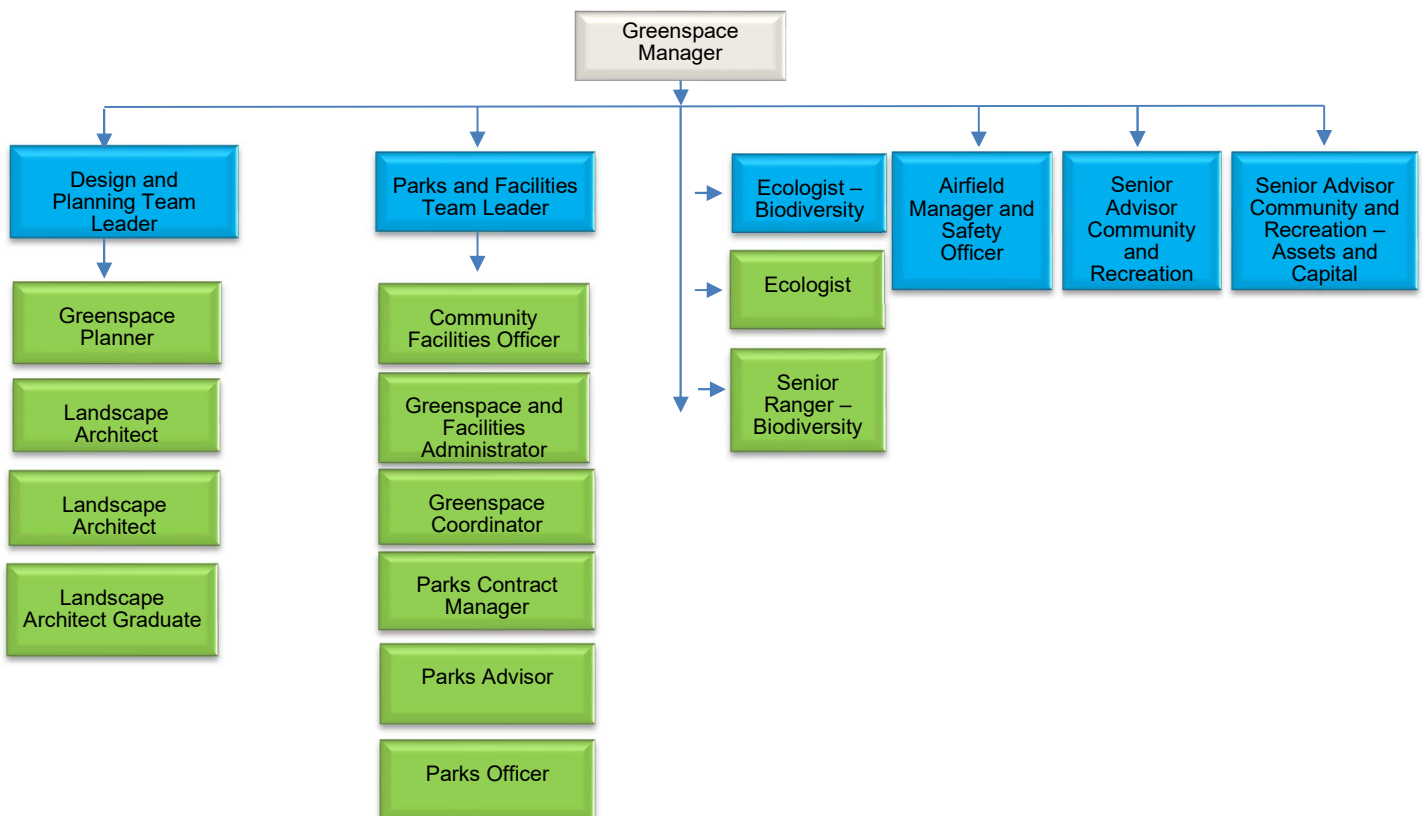 Greenspace
Manager
Design and
Planning Team
Leader
Parks and Facilities
Team Leader
Ecologist –
Biodiversity
Airfield
Manager and
Safety
Officer
Senior
Advisor
Community
and
Recreation
Senior Advisor
Community and
Recreation –
Assets and
Capital
Greenspace
Planner
Landscape
Architect
Landscape
Architect
Landscape
Architect Graduate
Community
Facilities Officer
Greenspace and
Facilities
Administrator
Greenspace
Coordinator
Parks Contract
Manager
Parks Advisor
Parks Officer
Ecologist
Senior
Ranger –
Biodiversity